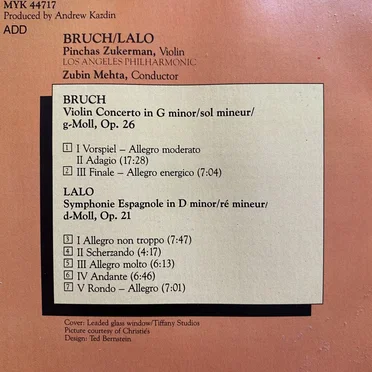 MYK 44717
Produced by Andrew Kazdin
ADD
BRUCH/LALO
Pinchas Zukerman, Violin
LOS ANGELES PHILHARMONIC
Zubin Mehta, Conductor
BRUCH
Violin Concerto in G minor/sol mineur/
g-Moll, Op. 26
1 I Vorspiel – Allegro moderato
II Adagio (17:28)
2 III Finale – Allegro energico (7:04)
LALO
Symphonie Espagnole in D minor/ré mineur/
d-Moll, Op. 21
3 I Allegro non troppo (7:47)
4 II Scherzando (4:17)
5 III Allegro molto (6:13)
6 IV Andante (6:46)
7 V Rondo – Allegro (7:01)
Cover: Leaded glass window/Tiffany Studios
Picture courtesy of Christie's
Design: Ted Bernstein